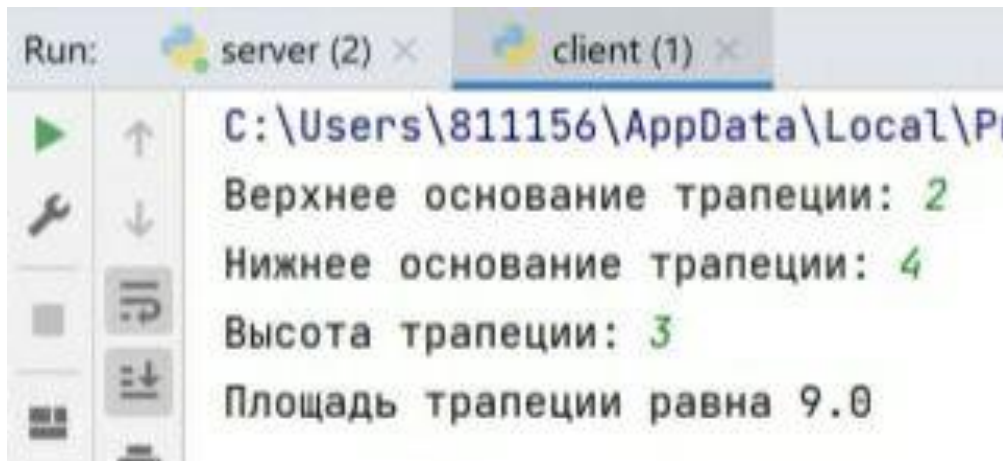 Run: server (2) client (1)
C:\Users\811156\AppData\Local\
Верхнее основание трапеции: 2
Нижнее основание трапеции: 4
Высота трапеции: 3
Площадь трапеции равна 9.0